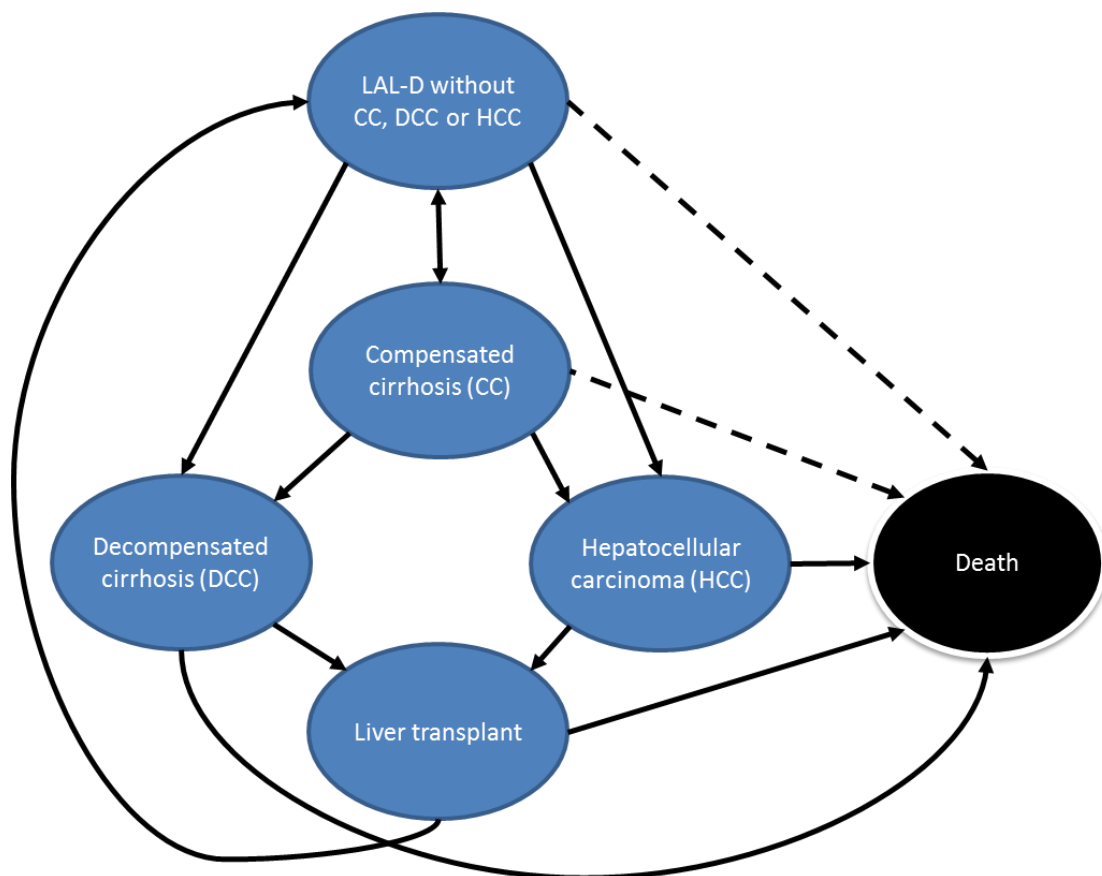 LAL-D without
CC, DCC or HCC
Compensated
cirrhosis (CC)
Decompensated
cirrhosis (DCC)
Hepatocellular
carcinoma (HCC)
Death
Liver transplant